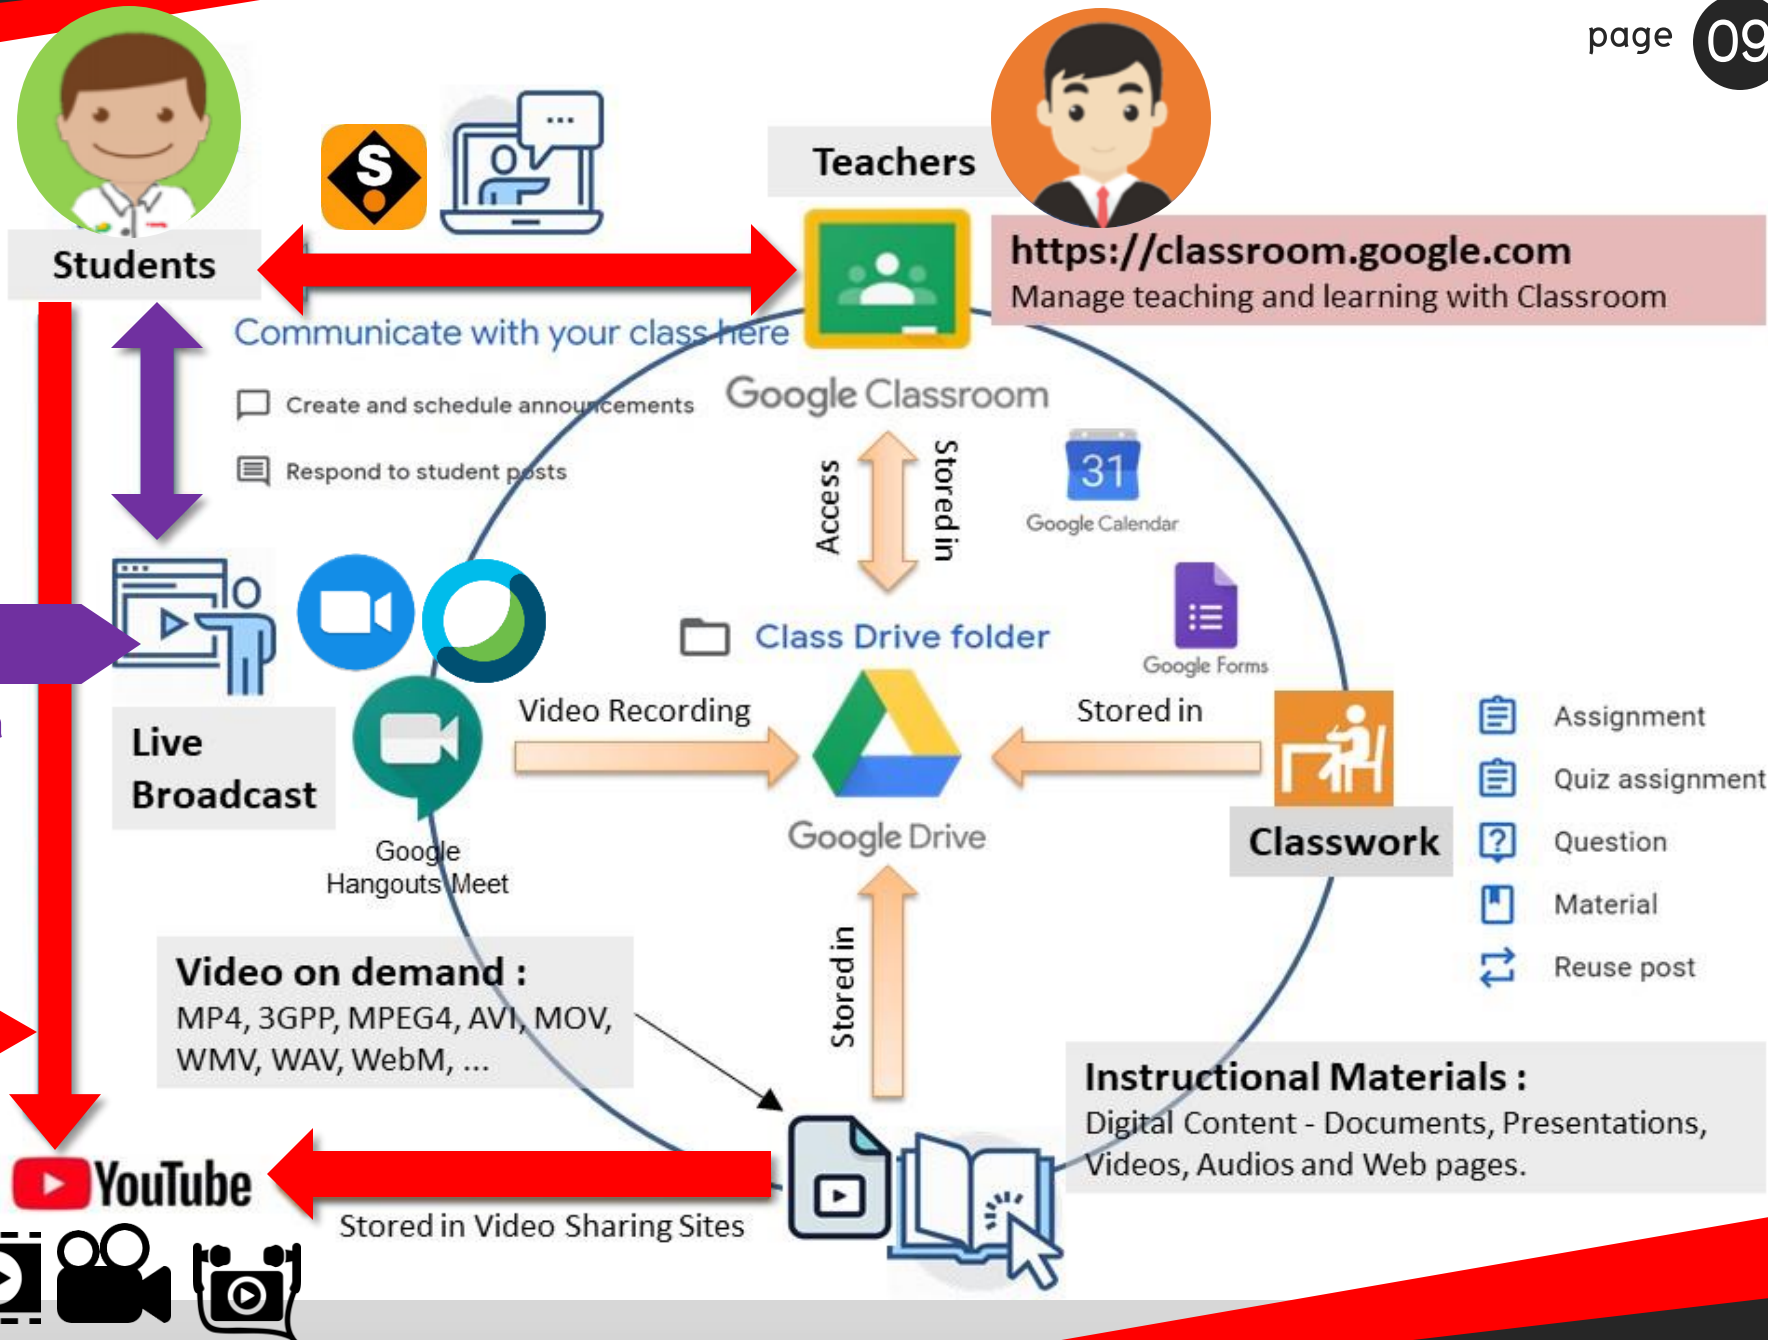 page 09
S
...
Teachers
Students
https://classroom.google.com
Manage teaching and learning with Classroom
Communicate with your class here
Create and schedule announcements
Respond to student posts
Google Classroom
Access
Stored in
31
Google Calendar
Google Forms
Class Drive folder
Video Recording
Stored in
Live
Broadcast
Google
Hangouts Meet
Google Drive
Classwork
Assignment
Quiz assignment
Question
Material
Reuse post
Stored in
Video on demand :
MP4, 3GPP, MPEG4, AVI, MOV,
WMV, WAV, WebM, ...
Instructional Materials :
Digital Content - Documents, Presentations,
Videos, Audios and Web pages.
YouTube
Stored in Video Sharing Sites